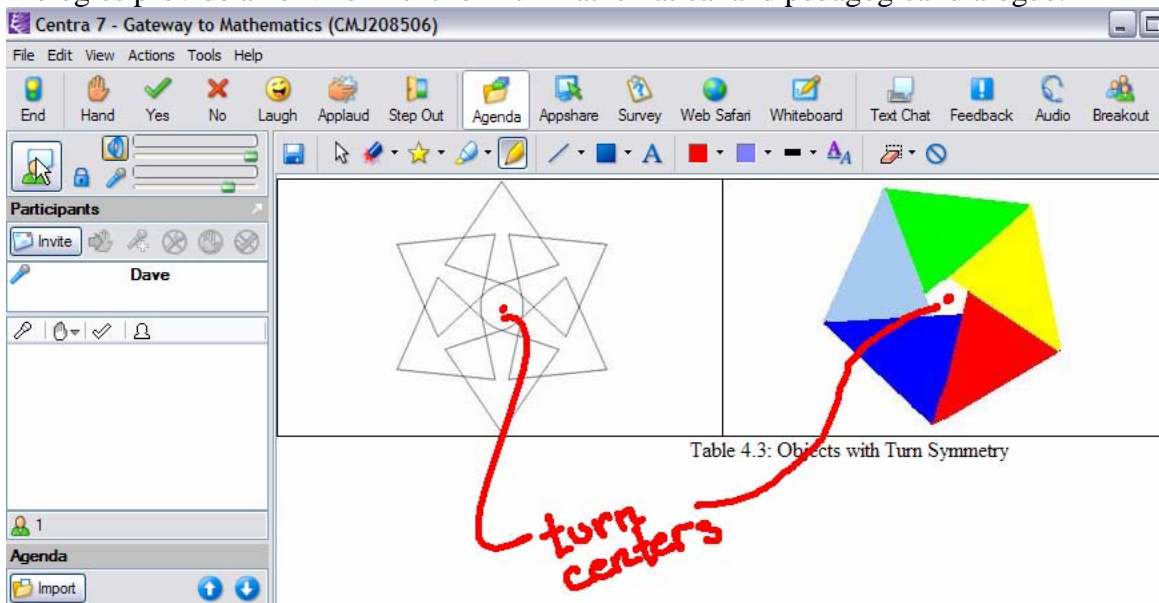 Centra 7 - Gateway to Mathematics (CMJ208506)
File Edit View Actions Tools Help
End Hand Yes No Laugh Applaud Step Out Agenda Appshare Survey Web Safari Whiteboard Text Chat Feedback Audio Breakout
A A A
Participants
Invite
Dave
Table 4.3: Objects with Turn Symmetry
turn
centers
1
Agenda
Import